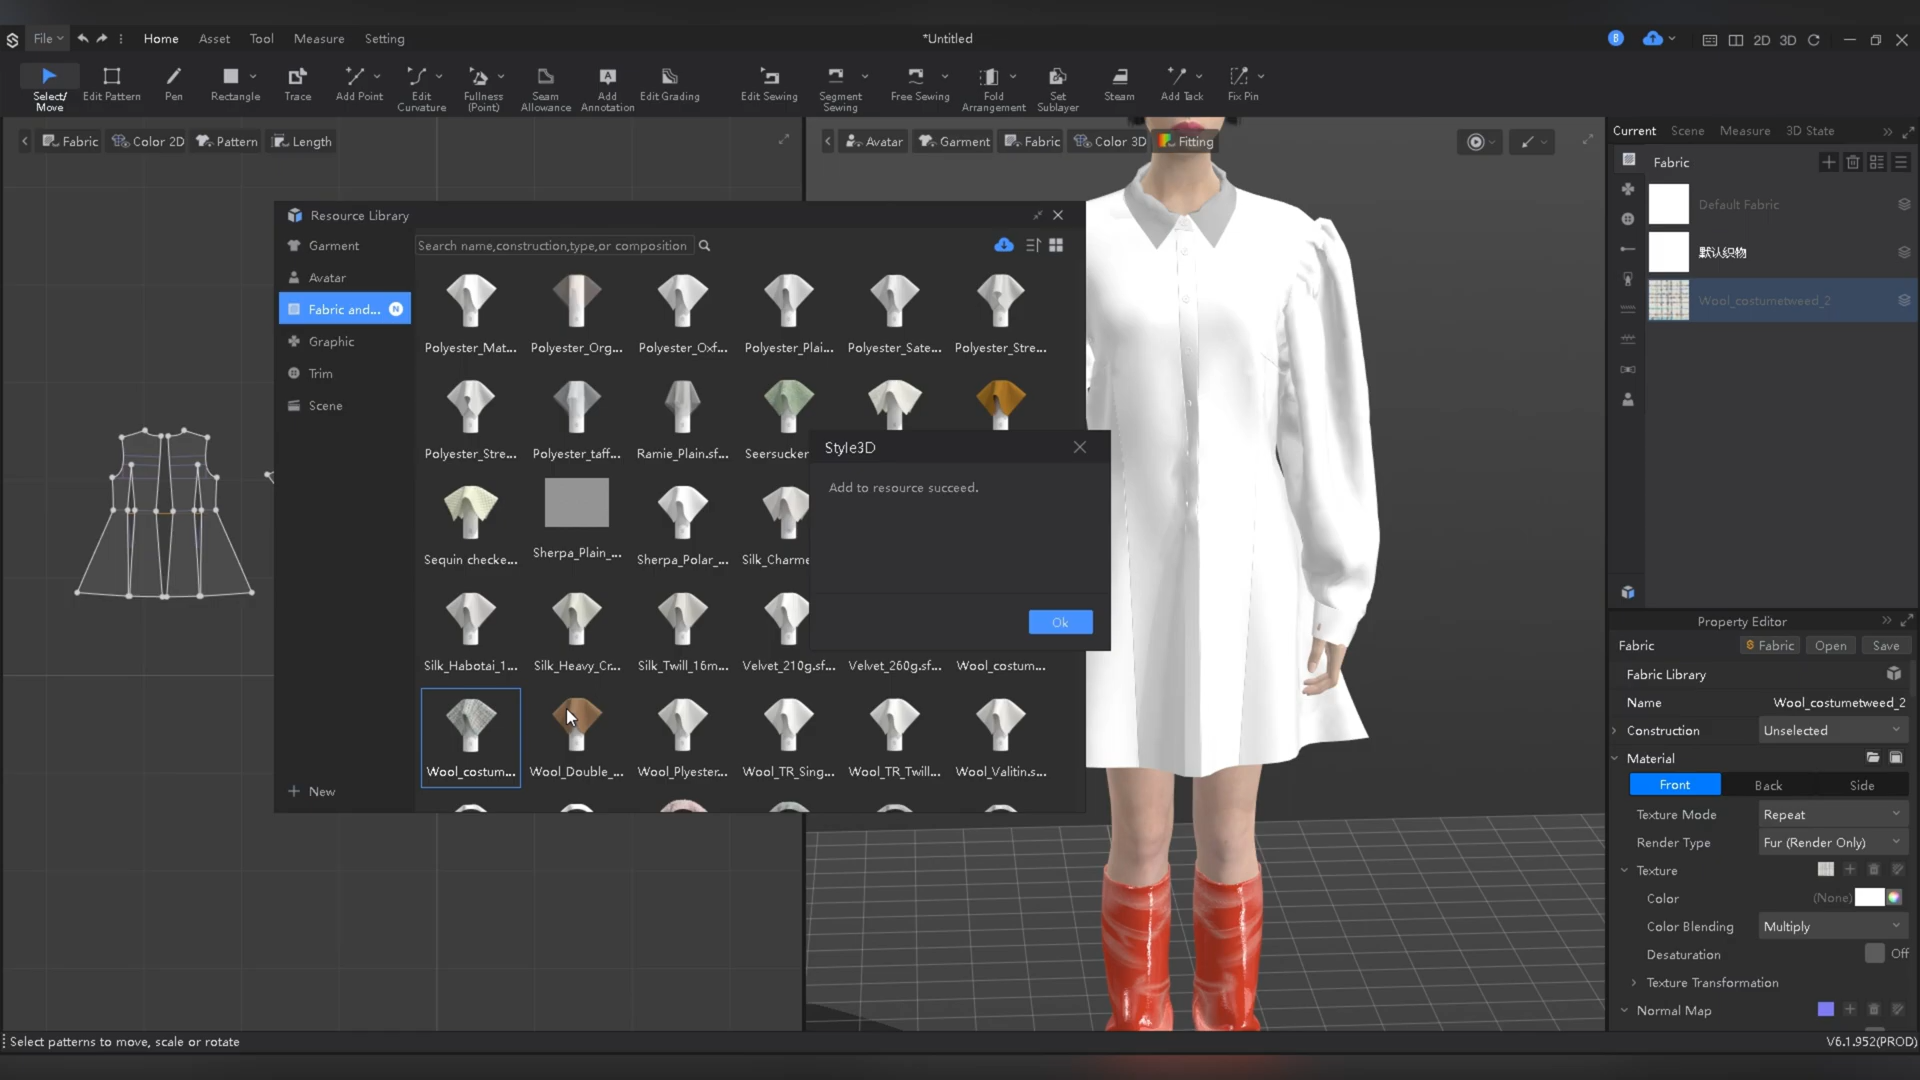 File Home Asset Tool Measure Setting *Untitled B 2D 3D
Select/ Move Edit Pattern Pen Rectangle Trace Add Point Edit Curvature Fullness (Point) Seam Allowance Add Annotation Edit Grading Edit Sewing Segment Sewing Free Sewing Fold Arrangement Set Sublayer Steam Add Tack Fix Pin
Fabric Color 2D Pattern Length
Avatar Garment Fabric Color 3D Fitting
Current Scene Measure 3D State
Fabric
Default Fabric
默认织物
Wool_costumetweed_2
Resource Library
Garment
Avatar
Fabric and... N
Graphic
Trim
Scene
New
Search name,construction,type,or composition
Polyester_Mat... Polyester_Org... Polyester_Oxf... Polyester_Plai... Polyester_Sate... Polyester_Stre...
Polyester_Stre... Polyester_taff... Ramie_Plain.sf... Seersucker
Sequin checke... Sherpa_Plain_... Sherpa_Polar_... Silk_Charme
Silk_Habotai_1... Silk_Heavy_Cr... Silk_Twill_16m... Velvet_210g.sf... Velvet_260g.sf... Wool_costum...
Wool_costum... Wool_Double_... Wool_Plyester... Wool_TR_Sing... Wool_TR_Twill... Wool_Valitin.s...
Style3D
Add to resource succeed.
Ok
Property Editor
Fabric Fabric Open Save
Fabric Library
Name Wool_costumetweed_2
Construction Unselected
Material
Front Back Side
Texture Mode Repeat
Render Type Fur (Render Only)
Texture
Color (None)
Color Blending Multiply
Desaturation Off
Texture Transformation
Normal Map
Select patterns to move, scale or rotate
V6.1.952(PROD)